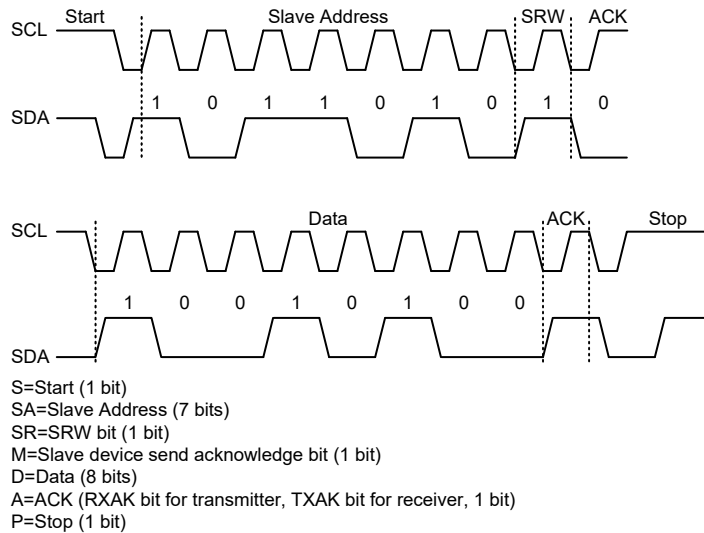 Start Slave Address SRW ACK
SCL
1 0 1 1 0 1 0 1 0
SDA
Data ACK Stop
SCL
1 0 0 1 0 1 0 0
SDA
S=Start (1 bit)
SA=Slave Address (7 bits)
SR=SRW bit (1 bit)
M=Slave device send acknowledge bit (1 bit)
D=Data (8 bits)
A=ACK (RXAK bit for transmitter, TXAK bit for receiver, 1 bit)
P=Stop (1 bit)